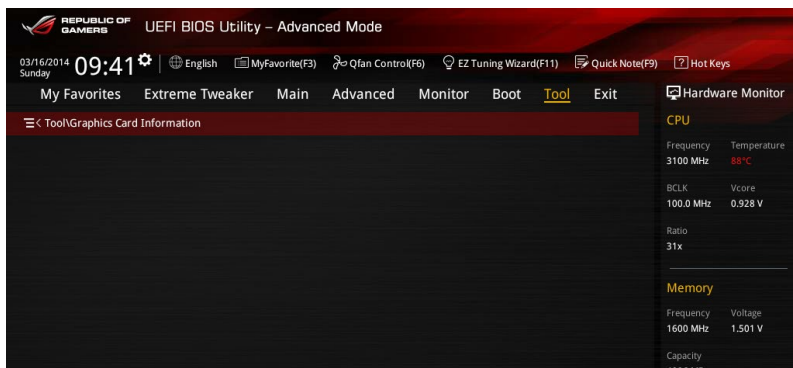 REPUBLIC OF
GAMERS
UEFI BIOS Utility – Advanced Mode
03/16/2014
Sunday
09:41
English
MyFavorite(F3)
Qfan Control(F6)
EZ Tuning Wizard(F11)
Quick Note(F9)
? Hot Keys
My Favorites Extreme Tweaker Main Advanced Monitor Boot Tool Exit
< Tool\Graphics Card Information
Hardware Monitor
CPU
Frequency Temperature
3100 MHz 88°C
BCLK Vcore
100.0 MHz 0.928 V
Ratio
31x
Memory
Frequency Voltage
1600 MHz 1.501 V
Capacity